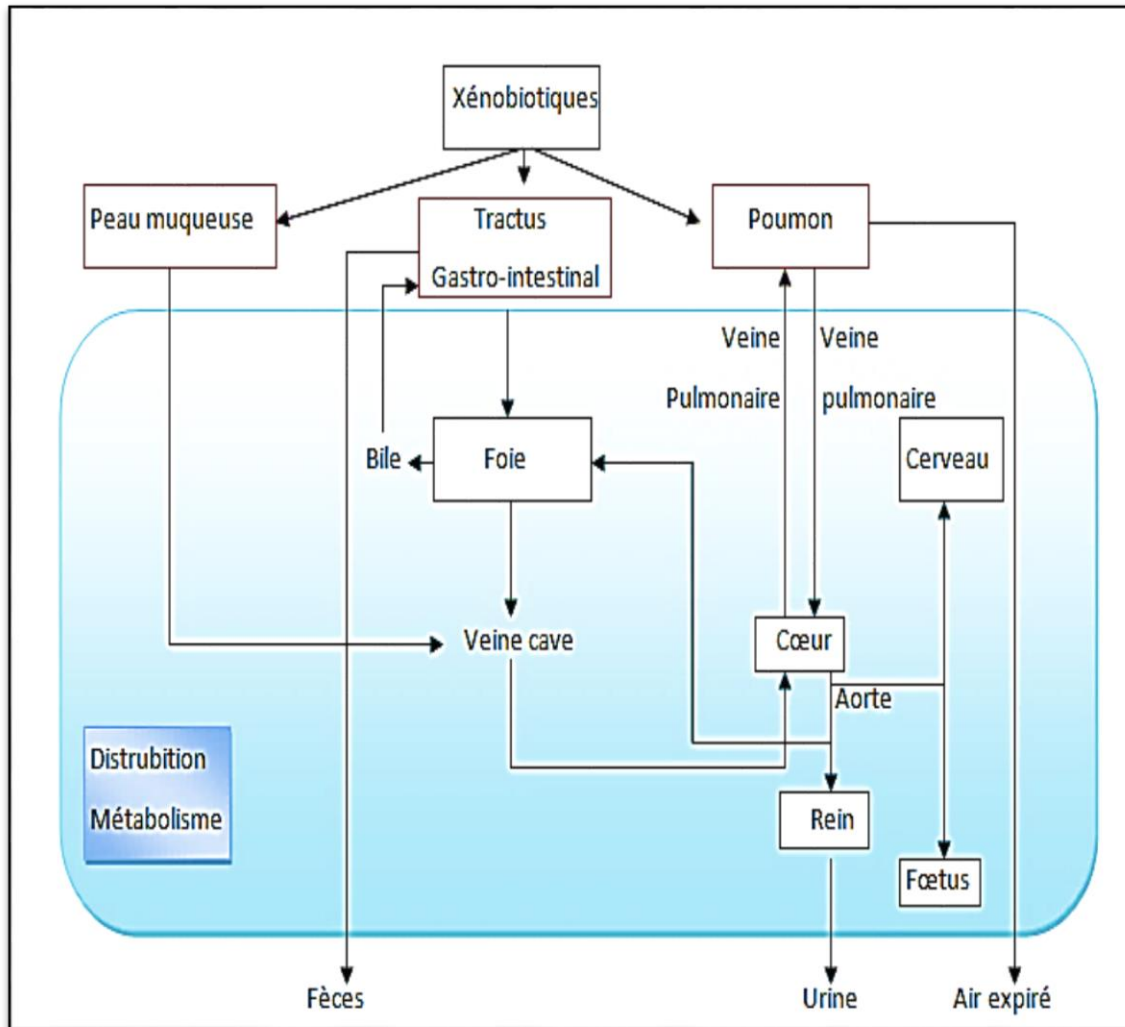 Xénobiotiques
Peau muqueuse
Tractus
Gastro-intestinal
Poumon
Veine
Pulmonaire
Veine
pulmonaire
Bile
Foie
Cerveau
Veine cave
Cœur
Aorte
Distrubition
Métabolisme
Rein
Fœtus
Fèces
Urine
Air expiré